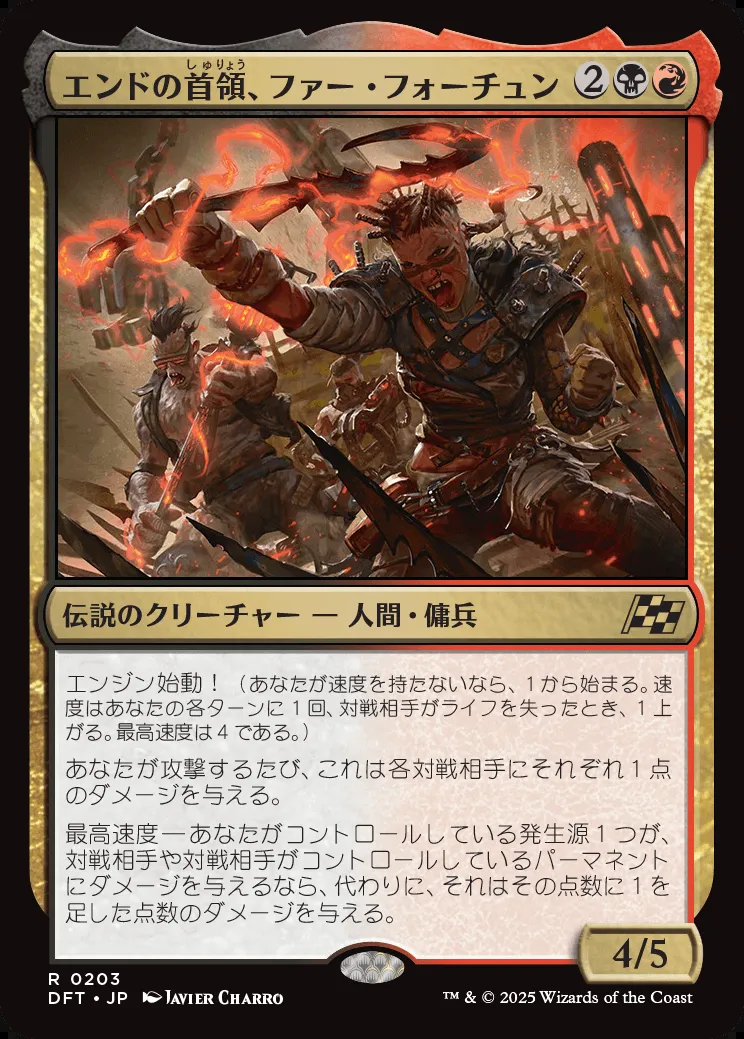 しゅりょう
エンドの首領、ファー・フォーチュン 2
伝説のクリーチャー — 人間・傭兵
エンジン始動！（あなたが速度を持たないなら、1から始まる。速
度はあなたの各ターンに1回、対戦相手がライフを失ったとき、1上
がる。最高速度は4である。）
あなたが攻撃するたび、これは各対戦相手にそれぞれ1点
のダメージを与える。
最高速度—あなたがコントロールしている発生源1つが、
対戦相手や対戦相手がコントロールしているパーマネント
にダメージを与えるなら、代わりに、それはその点数に1を
足した点数のダメージを与える。
4/5
R 0203
DFT • JP JAVIER CHARRO
™ & © 2025 Wizards of the Coast